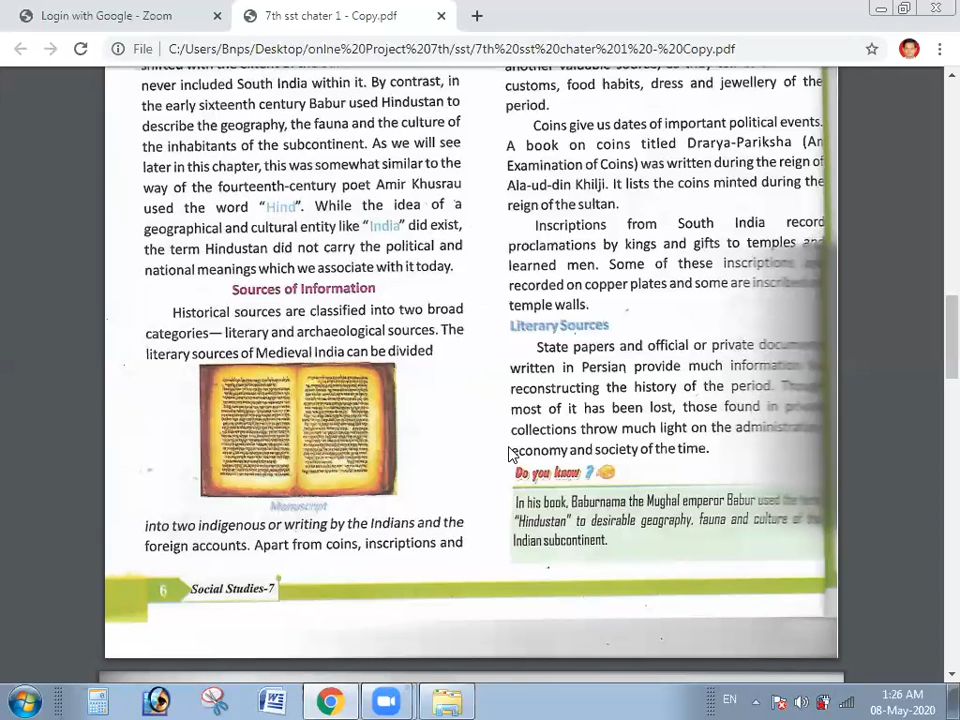 Login with Google - Zoom
7th sst chater 1 - Copy.pdf
File
C:/Users/Bnps/Desktop/onlne%20Project%207th/sst/7th%20sst%20chater%201%20-%20Copy.pdf
never included South India within it. By contrast, in
the early sixteenth century Babur used Hindustan to
describe the geography, the fauna and the culture of
the inhabitants of the subcontinent. As we will see
later in this chapter, this was somewhat similar to the
way of the fourteenth-century poet Amir Khusrau
used the word “Hind”. While the idea of a
geographical and cultural entity like “India” did exist,
the term Hindustan did not carry the political and
national meanings which we associate with it today.
Sources of Information
Historical sources are classified into two broad
categories— literary and archaeological sources. The
literary sources of Medieval India can be divided
Manuscript
into two indigenous or writing by the Indians and the
foreign accounts. Apart from coins, inscriptions and
6 Social Studies-7
another valuable source, as they
customs, food habits, dress and jewellery of the
period.
Coins give us dates of important political events.
A book on coins titled Drarya-Pariksha (An
Examination of Coins) was written during the reign of
Ala-ud-din Khilji. It lists the coins minted during the
reign of the sultan.
Inscriptions from South India record
proclamations by kings and gifts to temples and
learned men. Some of these inscriptions
recorded on copper plates and some are inscribed
temple walls.
Literary Sources
State papers and official or private
written in Persian provide much information
reconstructing the history of the period.
most of it has been lost, those found in
collections throw much light on the
economy and society of the time.
Do you know ?
In his book, Baburnama the Mughal emperor Babur used the
“Hindustan” to desirable geography, fauna and culture of
Indian subcontinent.
EN
1:26 AM
08-May-2020